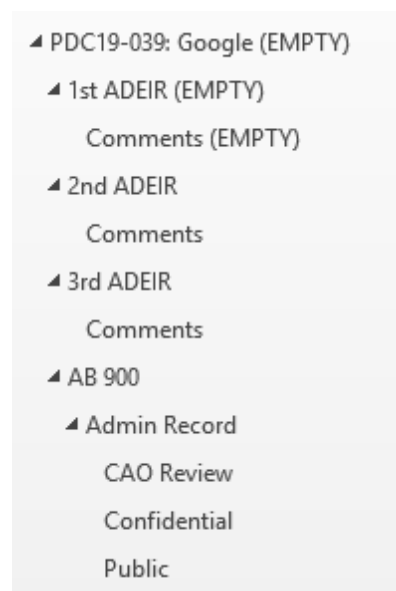 PDC19-039: Google (EMPTY)
1st ADEIR (EMPTY)
Comments (EMPTY)
2nd ADEIR
Comments
3rd ADEIR
Comments
AB 900
Admin Record
CAO Review
Confidential
Public